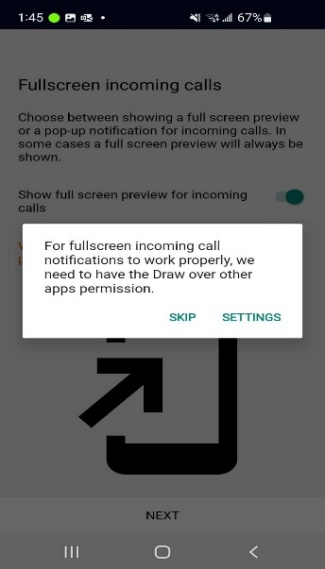 1:45
67%
Fullscreen incoming calls
Choose between showing a full screen preview
or a pop-up notification for incoming calls. In
some cases a full screen preview will always be
shown.
Show full screen preview for incoming
calls
For fullscreen incoming call
notifications to work properly, we
need to have the Draw over other
apps permission.
SKIP SETTINGS
NEXT